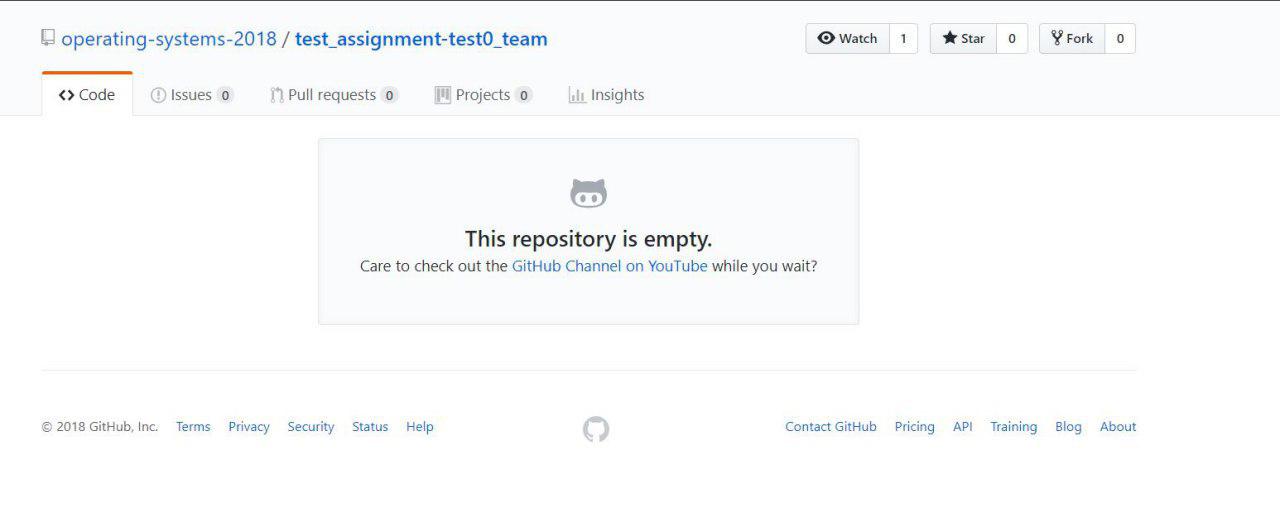 operating-systems-2018 / test_assignment-test0_team
Watch 1 Star 0 Fork 0
Code Issues 0 Pull requests 0 Projects 0 Insights
This repository is empty.
Care to check out the GitHub Channel on YouTube while you wait?
© 2018 GitHub, Inc. Terms Privacy Security Status Help Contact GitHub Pricing API Training Blog About